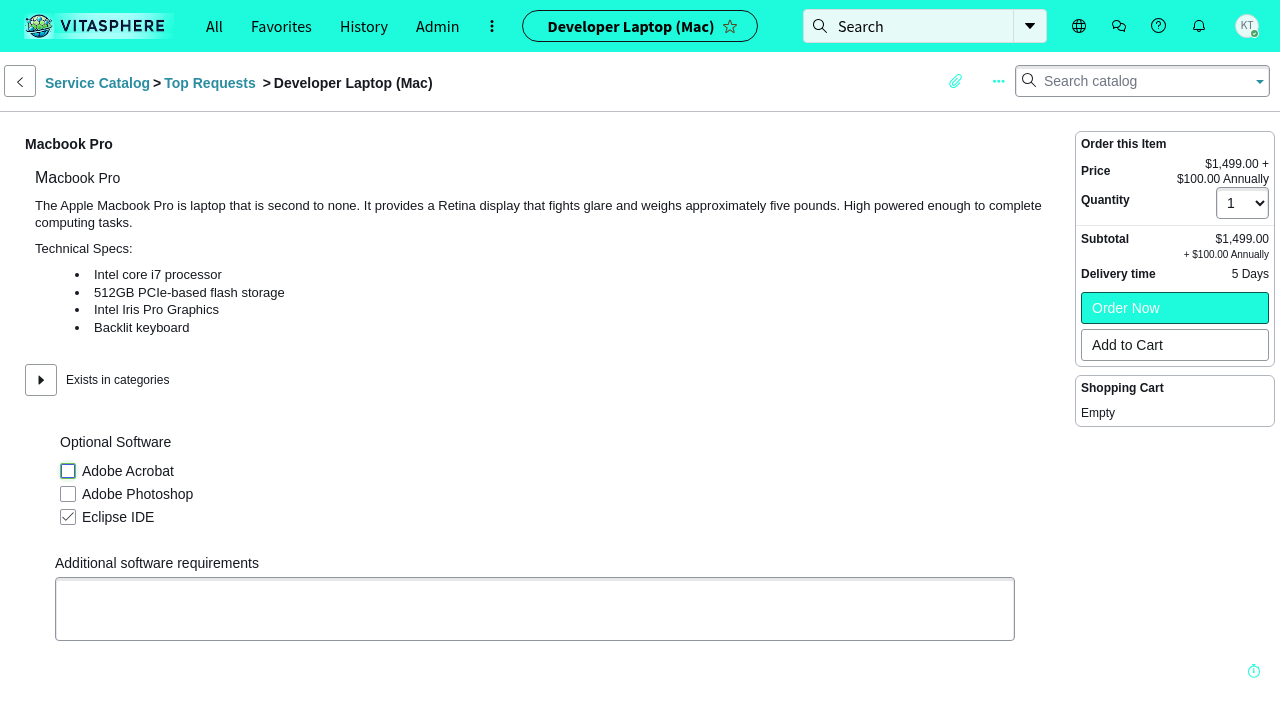 VITASPHERE
All
Favorites
History
Admin
Developer Laptop (Mac)
Search
KT
Service Catalog > Top Requests > Developer Laptop (Mac)
Search catalog
Macbook Pro
Macbook Pro
The Apple Macbook Pro is laptop that is second to none. It provides a Retina display that fights glare and weighs approximately five pounds. High powered enough to complete
computing tasks.
Technical Specs:
Intel core i7 processor
512GB PCIe-based flash storage
Intel Iris Pro Graphics
Backlit keyboard
Exists in categories
Optional Software
Adobe Acrobat
Adobe Photoshop
Eclipse IDE
Additional software requirements
Order this Item
Price
$1,499.00 +
$100.00 Annually
Quantity
1
Subtotal
$1,499.00
+ $100.00 Annually
Delivery time
5 Days
Order Now
Add to Cart
Shopping Cart
Empty